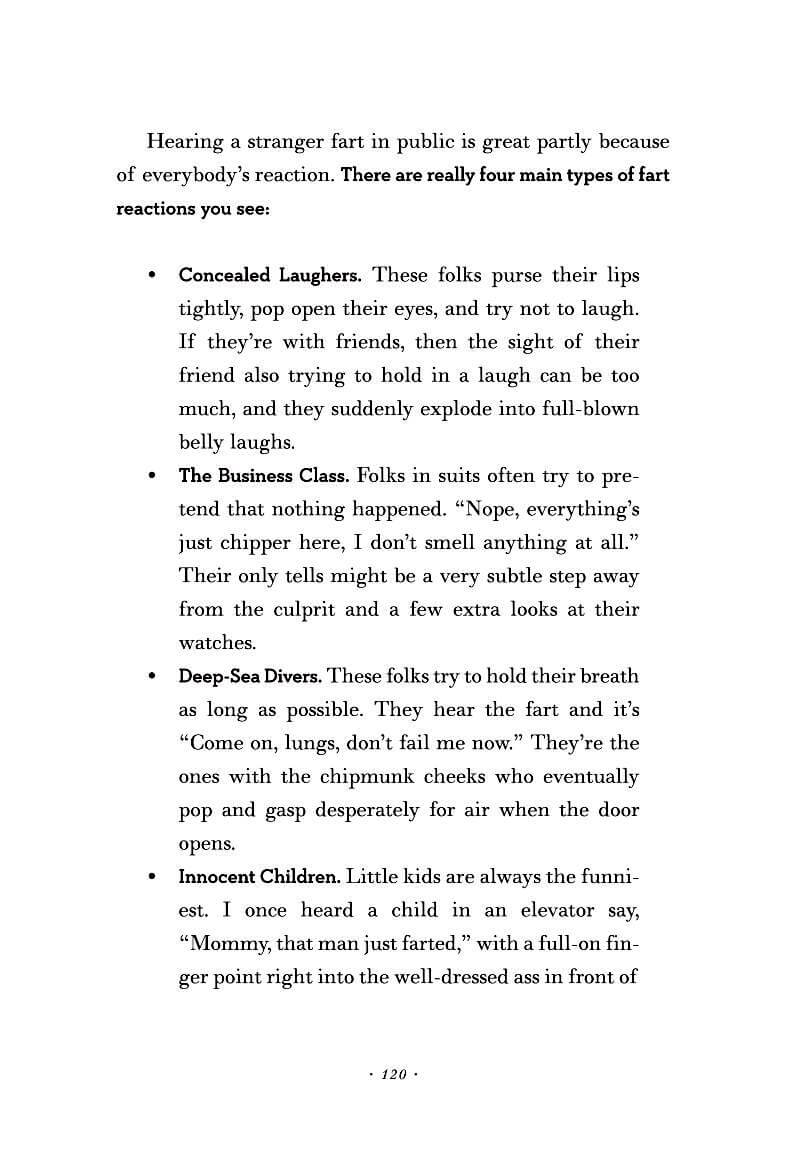 Hearing a stranger fart in public is great partly because
of everybody’s reaction. There are really four main types of fart
reactions you see:
• Concealed Laughers. These folks purse their lips
tightly, pop open their eyes, and try not to laugh.
If they’re with friends, then the sight of their
friend also trying to hold in a laugh can be too
much, and they suddenly explode into full-blown
belly laughs.
• The Business Class. Folks in suits often try to pre-
tend that nothing happened. “Nope, everything’s
just chipper here, I don’t smell anything at all.”
Their only tells might be a very subtle step away
from the culprit and a few extra looks at their
watches.
• Deep-Sea Divers. These folks try to hold their breath
as long as possible. They hear the fart and it’s
“Come on, lungs, don’t fail me now.” They’re the
ones with the chipmunk cheeks who eventually
pop and gasp desperately for air when the door
opens.
• Innocent Children. Little kids are always the funni-
est. I once heard a child in an elevator say,
“Mommy, that man just farted,” with a full-on fin-
ger point right into the well-dressed ass in front of
· 120 ·